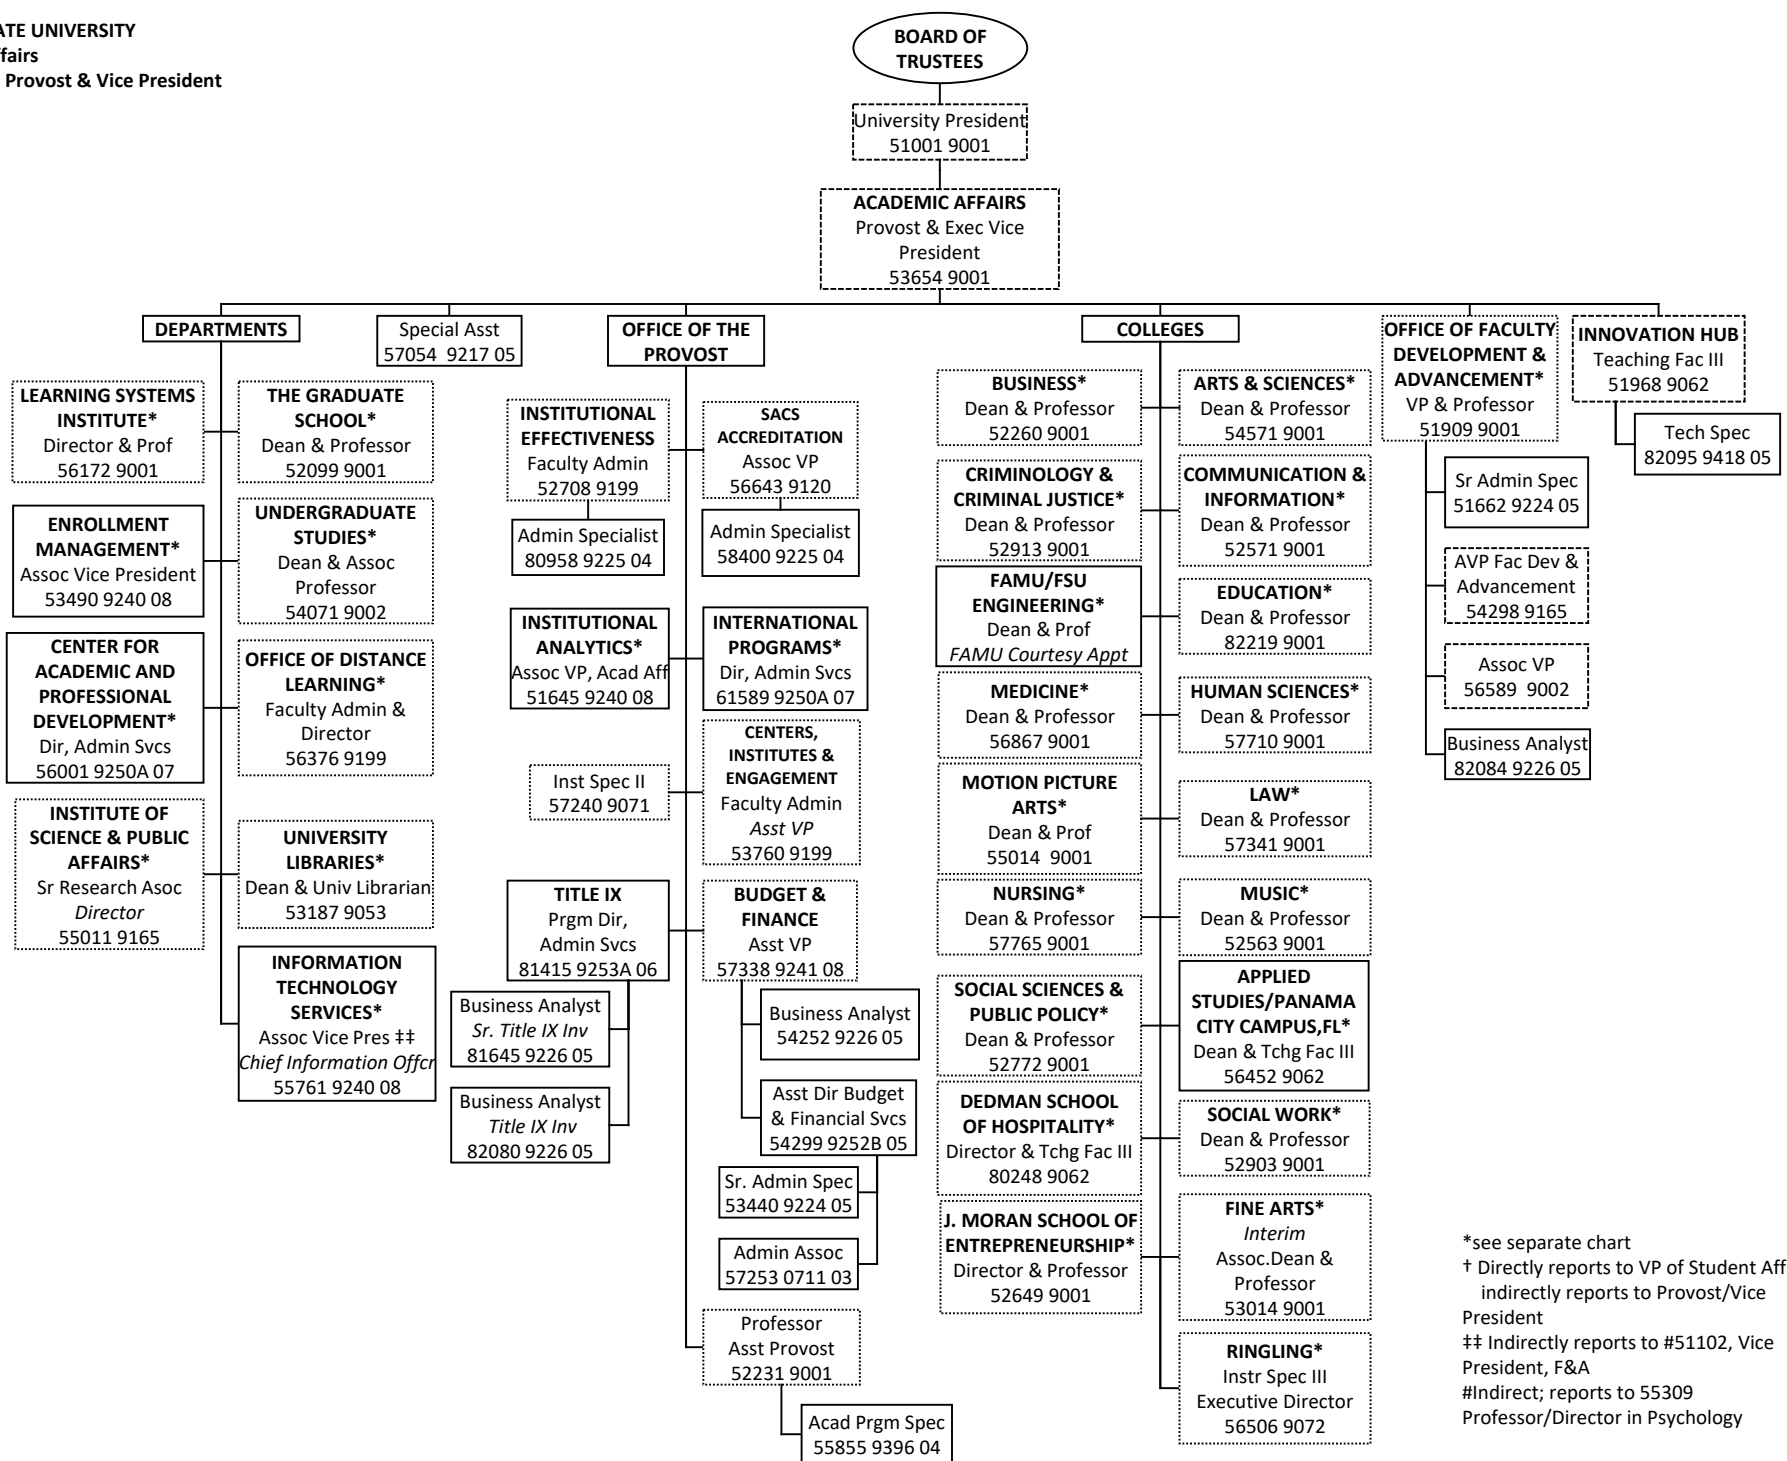 ATE UNIVERSITY
ffairs
Provost & Vice President
BOARD OF
TRUSTEES
University President
51001 9001
ACADEMIC AFFAIRS
Provost & Exec Vice
President
53654 9001
DEPARTMENTS
LEARNING SYSTEMS
INSTITUTE*
Director & Prof
56172 9001
THE GRADUATE
SCHOOL*
Dean & Professor
52099 9001
ENROLLMENT
MANAGEMENT*
Assoc Vice President
53490 9240 08
UNDERGRADUATE
STUDIES*
Dean & Assoc
Professor
54071 9002
CENTER FOR
ACADEMIC AND
PROFESSIONAL
DEVELOPMENT*
Dir, Admin Svcs
56001 9250A 07
OFFICE OF DISTANCE
LEARNING*
Faculty Admin &
Director
56376 9199
INSTITUTE OF
SCIENCE & PUBLIC
AFFAIRS*
Sr Research Asoc
Director
55011 9165
UNIVERSITY
LIBRARIES*
Dean & Univ Librarian
53187 9053
INFORMATION
TECHNOLOGY
SERVICES*
Assoc Vice Pres ‡‡
Chief Information Offcr
55761 9240 08
Special Asst
57054 9217 05
OFFICE OF THE
PROVOST
INSTITUTIONAL
EFFECTIVENESS
Faculty Admin
52708 9199
Admin Specialist
80958 9225 04
SACS
ACCREDITATION
Assoc VP
56643 9120
Admin Specialist
58400 9225 04
INSTITUTIONAL
ANALYTICS*
Assoc VP, Acad Aff
51645 9240 08
INTERNATIONAL
PROGRAMS*
Dir, Admin Svcs
61589 9250A 07
Inst Spec II
57240 9071
CENTERS,
INSTITUTES &
ENGAGEMENT
Faculty Admin
Asst VP
53760 9199
TITLE IX
Prgm Dir,
Admin Svcs
81415 9253A 06
Business Analyst
Sr. Title IX Inv
81645 9226 05
Business Analyst
Title IX Inv
82080 9226 05
BUDGET &
FINANCE
Asst VP
57338 9241 08
Business Analyst
54252 9226 05
Asst Dir Budget
& Financial Svcs
54299 9252B 05
Sr. Admin Spec
53440 9224 05
Admin Assoc
57253 0711 03
Professor
Asst Provost
52231 9001
Acad Prgm Spec
55855 9396 04
COLLEGES
BUSINESS*
Dean & Professor
52260 9001
ARTS & SCIENCES*
Dean & Professor
54571 9001
CRIMINOLOGY &
CRIMINAL JUSTICE*
Dean & Professor
52913 9001
COMMUNICATION &
INFORMATION*
Dean & Professor
52571 9001
FAMU/FSU
ENGINEERING*
Dean & Prof
FAMU Courtesy Appt
EDUCATION*
Dean & Professor
82219 9001
MEDICINE*
Dean & Professor
56867 9001
HUMAN SCIENCES*
Dean & Professor
57710 9001
MOTION PICTURE
ARTS*
Dean & Prof
55014 9001
LAW*
Dean & Professor
57341 9001
NURSING*
Dean & Professor
57765 9001
MUSIC*
Dean & Professor
52563 9001
SOCIAL SCIENCES &
PUBLIC POLICY*
Dean & Professor
52772 9001
APPLIED
STUDIES/PANAMA
CITY CAMPUS,FL*
Dean & Tchg Fac III
56452 9062
DEDMAN SCHOOL
OF HOSPITALITY*
Director & Tchg Fac III
80248 9062
SOCIAL WORK*
Dean & Professor
52903 9001
J. MORAN SCHOOL OF
ENTREPRENEURSHIP*
Director & Professor
52649 9001
FINE ARTS*
Interim
Assoc.Dean &
Professor
53014 9001
RINGLING*
Instr Spec III
Executive Director
56506 9072
OFFICE OF FACULTY
DEVELOPMENT &
ADVANCEMENT*
VP & Professor
51909 9001
Sr Admin Spec
51662 9224 05
AVP Fac Dev &
Advancement
54298 9165
Assoc VP
56589 9002
Business Analyst
82084 9226 05
INNOVATION HUB
Teaching Fac III
51968 9062
Tech Spec
82095 9418 05
*see separate chart
† Directly reports to VP of Student Aff
indirectly reports to Provost/Vice
President
‡‡ Indirectly reports to #51102, Vice
President, F&A
#Indirect; reports to 55309
Professor/Director in Psychology